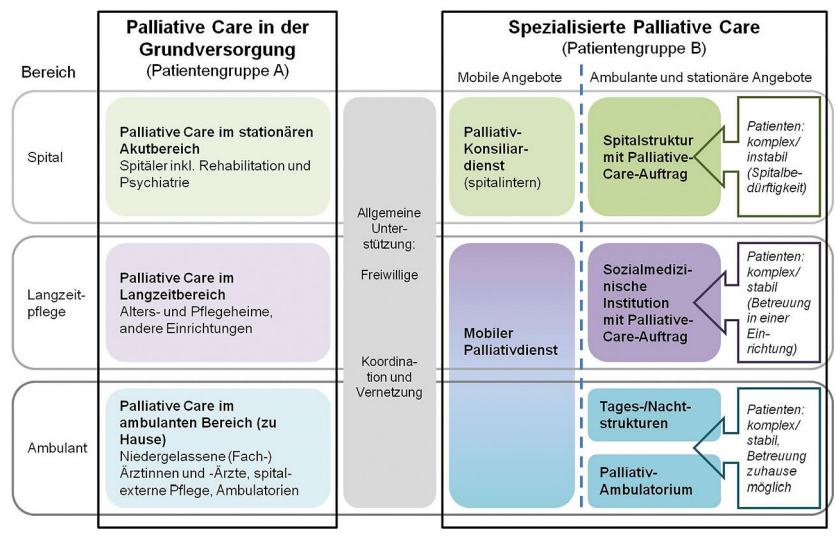 Palliative Care in der
Grundversorgung
(Patientengruppe A)
Spezialisierte Palliative Care
(Patientengruppe B)
Bereich
Mobile Angebote
Ambulante und stationäre Angebote
Spital
Palliative Care im stationären
Akutbereich
Spitäler inkl. Rehabilitation und
Psychiatrie
Allgemeine
Unter-
stützung:
Freiwillige
Koordina-
tion und
Vernetzung
Palliativ-
Konsiliar-
dienst
(spitalintern)
Spitalstruktur
mit Palliative-
Care-Auftrag
Patienten:
komplex/
instabil
(Spitalbe-
dürftigkeit)
Langzeit-
pflege
Palliative Care im
Langzeitbereich
Alters- und Pflegeheime,
andere Einrichtungen
Mobiler
Palliativdienst
Sozialmedizi-
nische
Institution
mit Palliative-
Care-Auftrag
Patienten:
komplex/
stabil
(Betreuung
in einer
Ein-
richtung)
Ambulant
Palliative Care im
ambulanten Bereich (zu
Hause)
Niedergelassene (Fach-)
Ärztinnen und -Ärzte, spital-
externe Pflege, Ambulatorien
Tages-/Nacht-
strukturen
Palliativ-
Ambulatorium
Patienten:
komplex/
stabil,
Betreuung
zuhause
möglich